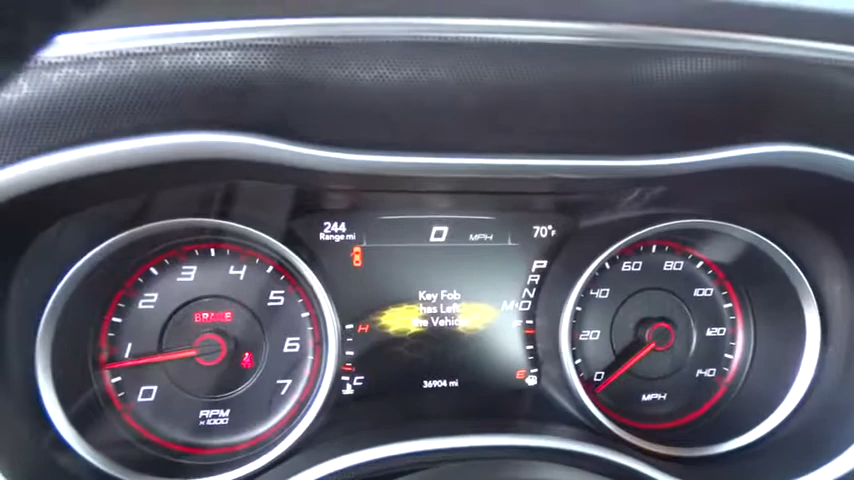 244
Range mi
0 MPH
70°F
BRAKE
0
1
2
3
4
5
6
7
RPM
x1000
Key Fob
has Left
the Vehicle
36904 mi
H
C
P
R
N
D
M
F
E
0
20
40
60
80
100
120
140
MPH